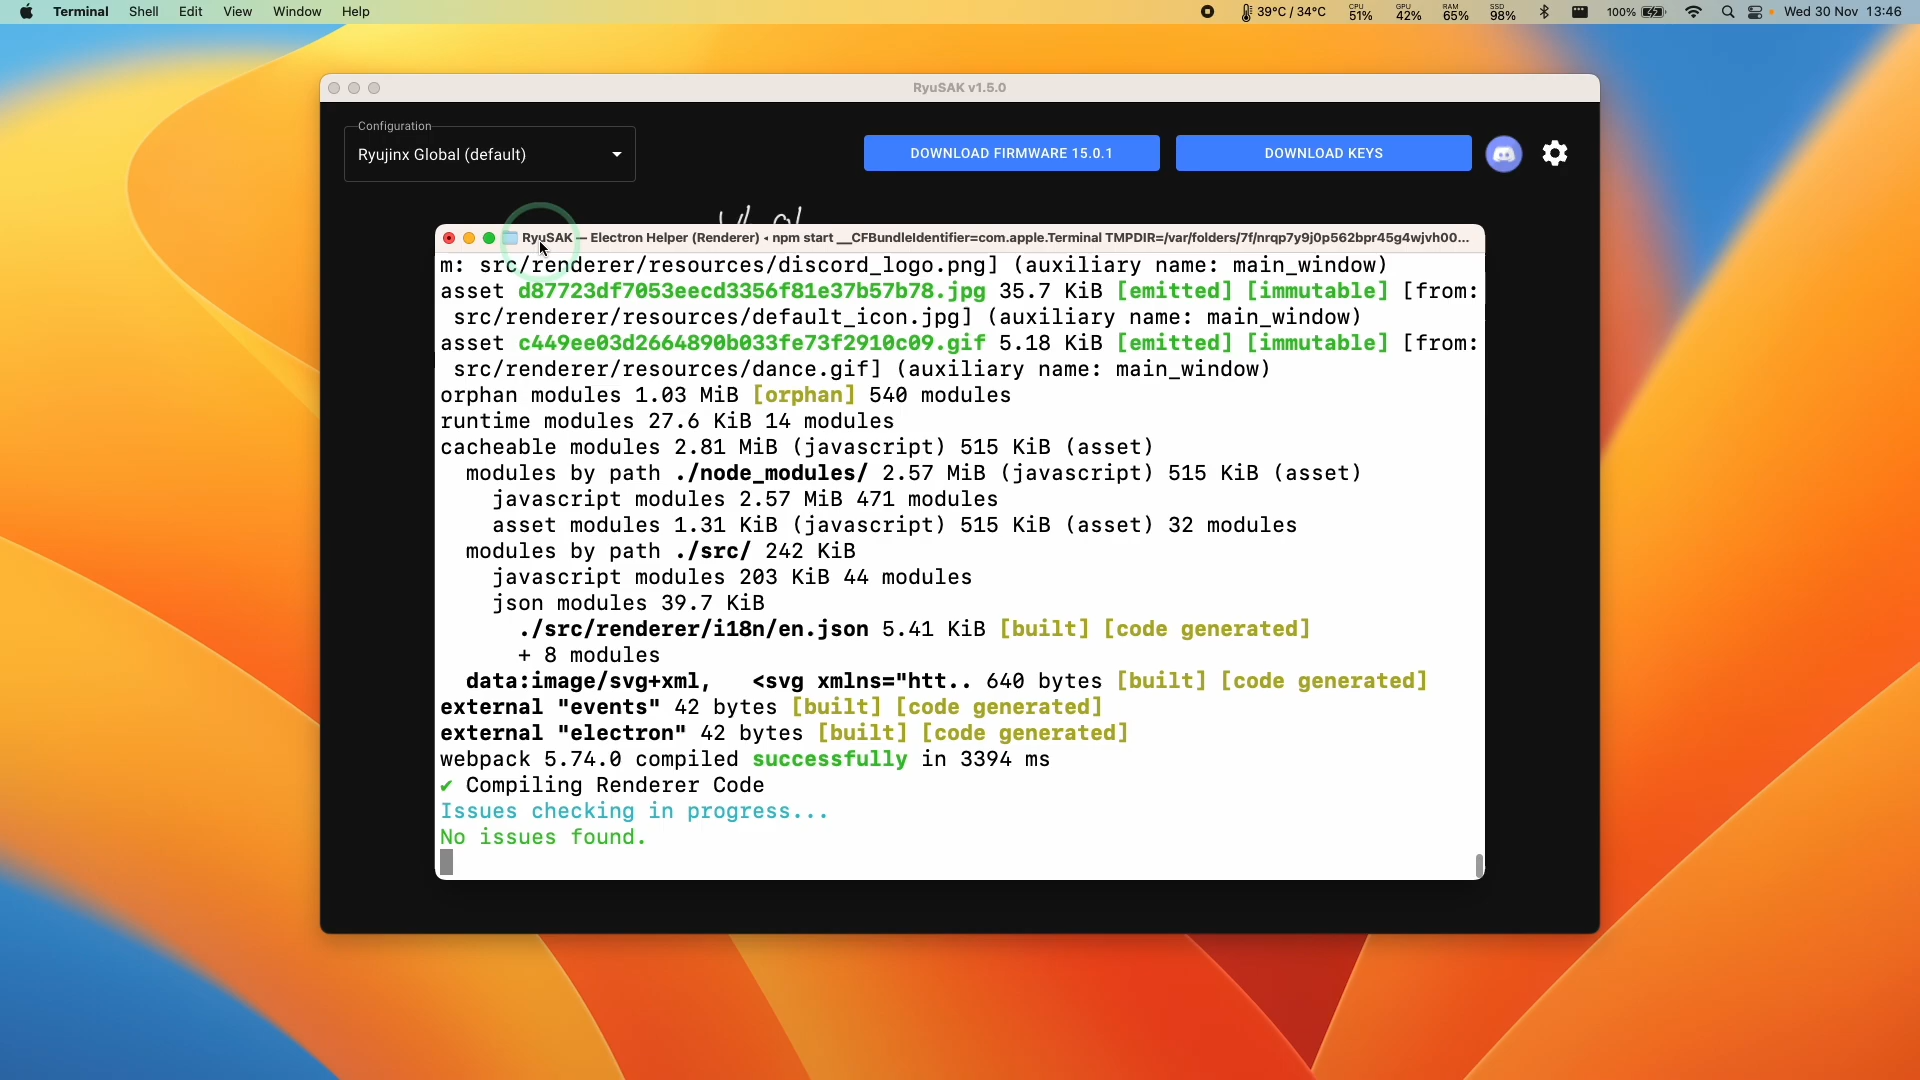 Terminal Shell Edit View Window Help
39°C / 34°C CPU 51% GPU 42% RAM 65% SSD 98% 100% Wed 30 Nov 13:46
RyuSAK v1.5.0
Configuration
Ryujinx Global (default)
DOWNLOAD FIRMWARE 15.0.1
DOWNLOAD KEYS
RyuSAK — Electron Helper (Renderer) ◂ npm start __CFBundleIdentifier=com.apple.Terminal TMPDIR=/var/folders/7f/nrqp7y9j0p562bpr45g4wjvh00...
m: src/renderer/resources/discord_logo.png] (auxiliary name: main_window)
asset d87723df7053eecd3356f81e37b57b78.jpg 35.7 KiB [emitted] [immutable] [from:
src/renderer/resources/default_icon.jpg] (auxiliary name: main_window)
asset c449ee03d2664890b033fe73f2910c09.gif 5.18 KiB [emitted] [immutable] [from:
src/renderer/resources/dance.gif] (auxiliary name: main_window)
orphan modules 1.03 MiB [orphan] 540 modules
runtime modules 27.6 KiB 14 modules
cacheable modules 2.81 MiB (javascript) 515 KiB (asset)
modules by path ./node_modules/ 2.57 MiB (javascript) 515 KiB (asset)
javascript modules 2.57 MiB 471 modules
asset modules 1.31 KiB (javascript) 515 KiB (asset) 32 modules
modules by path ./src/ 242 KiB
javascript modules 203 KiB 44 modules
json modules 39.7 KiB
./src/renderer/i18n/en.json 5.41 KiB [built] [code generated]
+ 8 modules
data:image/svg+xml,   <svg xmlns="htt.. 640 bytes [built] [code generated]
external "events" 42 bytes [built] [code generated]
external "electron" 42 bytes [built] [code generated]
webpack 5.74.0 compiled successfully in 3394 ms
✔ Compiling Renderer Code
Issues checking in progress...
No issues found.